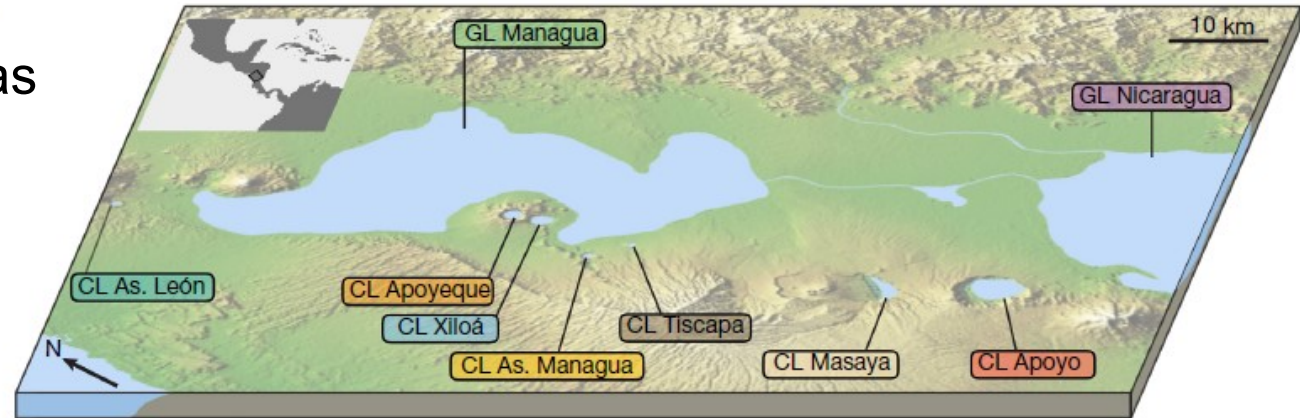 as
GL Managua
10 km
GL Nicaragua
CL As. León
CL Apoyeque
CL Xiloá
CL Tiscapa
CL As. Managua
CL Masaya
CL Apoyo
N